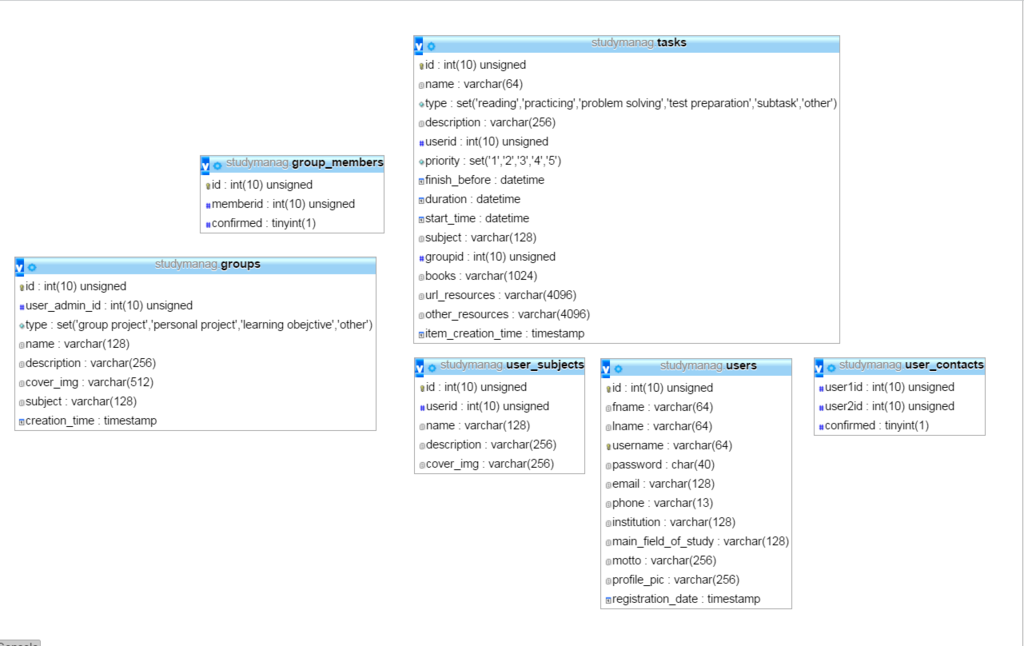 studymanag.tasks
id : int(10) unsigned
name : varchar(64)
type : set('reading','practicing','problem solving','test preparation','subtask','other')
description : varchar(256)
userid : int(10) unsigned
priority : set('1','2','3','4','5')
finish_before : datetime
duration : datetime
start_time : datetime
subject : varchar(128)
groupid : int(10) unsigned
books : varchar(1024)
url_resources : varchar(4096)
other_resources : varchar(4096)
item_creation_time : timestamp
studymanag.group_members
id : int(10) unsigned
memberid : int(10) unsigned
confirmed : tinyint(1)
studymanag.groups
id : int(10) unsigned
user_admin_id : int(10) unsigned
type : set('group project','personal project','learning obejctive','other')
name : varchar(128)
description : varchar(256)
cover_img : varchar(512)
subject : varchar(128)
creation_time : timestamp
studymanag.user_subjects
id : int(10) unsigned
userid : int(10) unsigned
name : varchar(128)
description : varchar(256)
cover_img : varchar(256)
studymanag.users
id : int(10) unsigned
fname : varchar(64)
lname : varchar(64)
username : varchar(64)
password : char(40)
email : varchar(128)
phone : varchar(13)
institution : varchar(128)
main_field_of_study : varchar(128)
motto : varchar(256)
profile_pic : varchar(256)
registration_date : timestamp
studymanag.user_contacts
user1id : int(10) unsigned
user2id : int(10) unsigned
confirmed : tinyint(1)